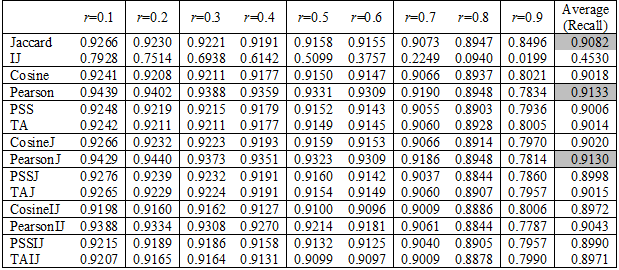 r=0.1 r=0.2 r=0.3 r=0.4 r=0.5 r=0.6 r=0.7 r=0.8 r=0.9 Average (Recall)
Jaccard 0.9266 0.9230 0.9221 0.9191 0.9158 0.9155 0.9073 0.8947 0.8496 0.9082
IJ 0.7928 0.7514 0.6938 0.6142 0.5099 0.3757 0.2249 0.0940 0.0199 0.4530
Cosine 0.9241 0.9208 0.9211 0.9177 0.9150 0.9147 0.9066 0.8937 0.8021 0.9018
Pearson 0.9439 0.9402 0.9388 0.9359 0.9331 0.9309 0.9190 0.8948 0.7834 0.9133
PSS 0.9248 0.9219 0.9215 0.9179 0.9152 0.9143 0.9055 0.8903 0.7936 0.9006
TA 0.9242 0.9211 0.9211 0.9177 0.9149 0.9145 0.9060 0.8928 0.8005 0.9014
CosineJ 0.9266 0.9232 0.9223 0.9193 0.9159 0.9153 0.9066 0.8914 0.7970 0.9020
PearsonJ 0.9429 0.9440 0.9373 0.9351 0.9323 0.9309 0.9186 0.8948 0.7814 0.9130
PSSJ 0.9276 0.9239 0.9232 0.9191 0.9160 0.9142 0.9037 0.8844 0.7860 0.8998
TAJ 0.9265 0.9229 0.9224 0.9191 0.9154 0.9149 0.9060 0.8907 0.7957 0.9015
CosineIJ 0.9198 0.9160 0.9162 0.9127 0.9100 0.9096 0.9009 0.8886 0.8006 0.8972
PearsonIJ 0.9388 0.9334 0.9308 0.9270 0.9214 0.9181 0.9061 0.8844 0.7787 0.9043
PSSIJ 0.9215 0.9189 0.9186 0.9158 0.9132 0.9125 0.9040 0.8905 0.7957 0.8990
TAIJ 0.9207 0.9165 0.9164 0.9131 0.9099 0.9097 0.9009 0.8878 0.7990 0.8971